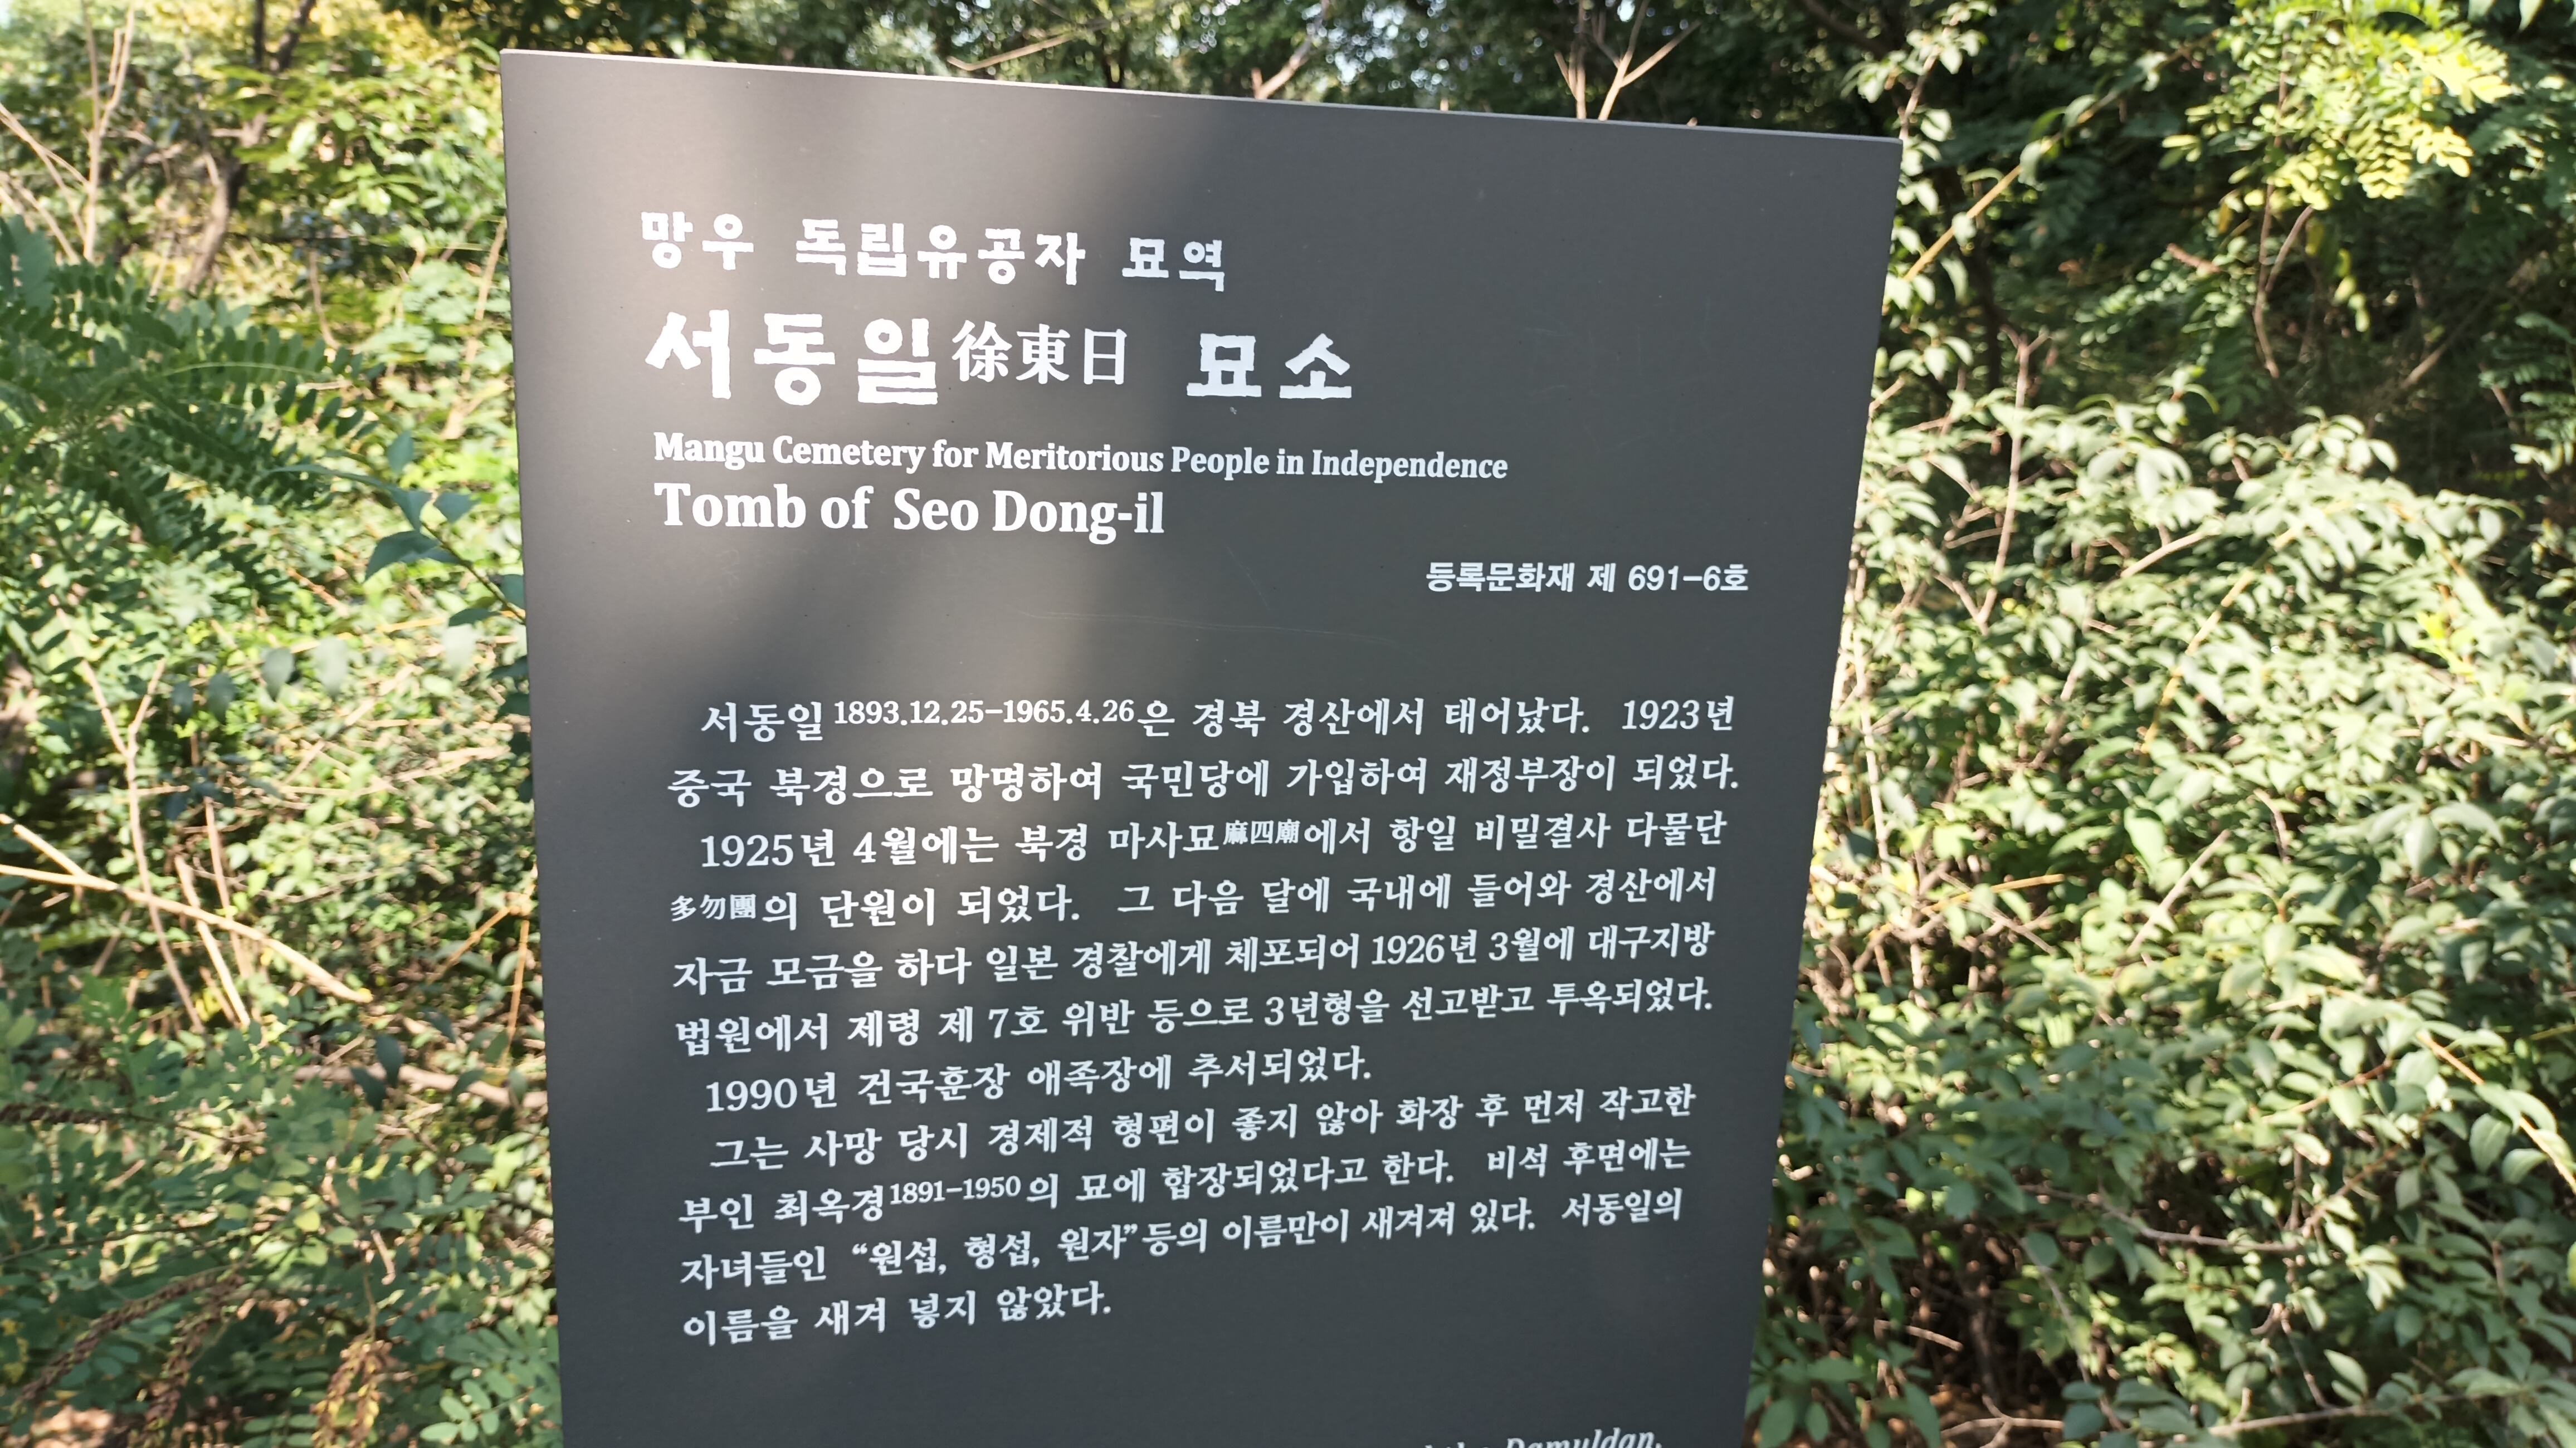 망우 독립유공자 묘역
서동일徐東日 묘소
Mangu Cemetery for Meritorious People in Independence
Tomb of Seo Dong-il
등록문화재 제 691-6호
서동일1893.12.25-1965.4.26은 경북 경산에서 태어났다. 1923년
중국 북경으로 망명하여 국민당에 가입하여 재정부장이 되었다.
1925년 4월에는 북경 마사묘麻四廟에서 항일 비밀결사 다물단
多勿團의 단원이 되었다. 그 다음 달에 국내에 들어와 경산에서
자금 모금을 하다 일본 경찰에게 체포되어 1926년 3월에 대구지방
법원에서 제령 제 7호 위반 등으로 3년형을 선고받고 투옥되었다.
1990년 건국훈장 애족장에 추서되었다.
그는 사망 당시 경제적 형편이 좋지 않아 화장 후 먼저 작고한
부인 최옥경1891-1950의 묘에 합장되었다고 한다. 비석 후면에는
자녀들인 “원섭, 형섭, 원자”등의 이름만이 새겨져 있다. 서동일의
이름을 새겨 넣지 않았다.
Damuldan,